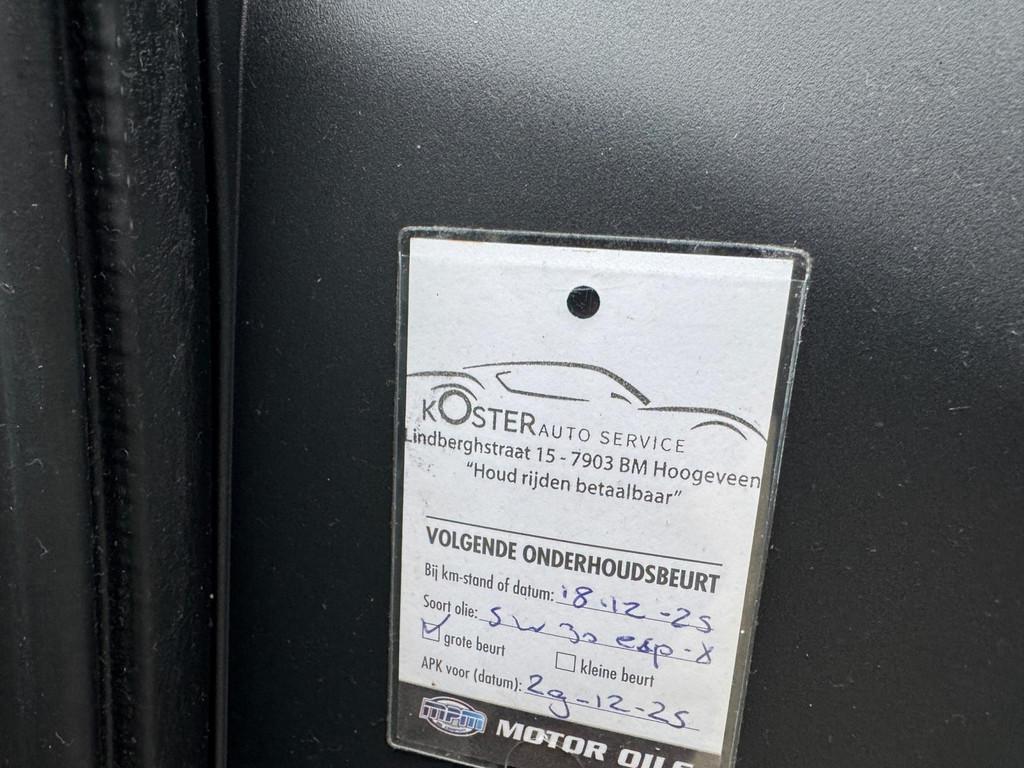 KOSTER AUTO SERVICE
Lindberghstraat 15 - 7903 BM Hoogeveen
"Houd rijden betaalbaar"
VOLGENDE ONDERHOUDSBEURT
Bij km-stand of datum: 18-12-25
Soort olie: 5w30 esp-x
grote beurt kleine beurt
APK voor (datum): 29-12-25
mpm MOTOR OILS